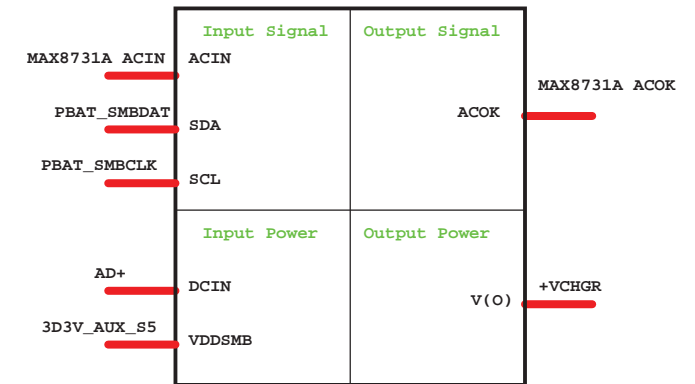 Input Signal
Output Signal
MAX8731A ACIN
ACIN
MAX8731A ACOK
PBAT_SMBDAT
SDA
ACOK
PBAT_SMBCLK
SCL
Input Power
Output Power
AD+
DCIN
+VCHGR
V(O)
3D3V_AUX_S5
VDDSMB